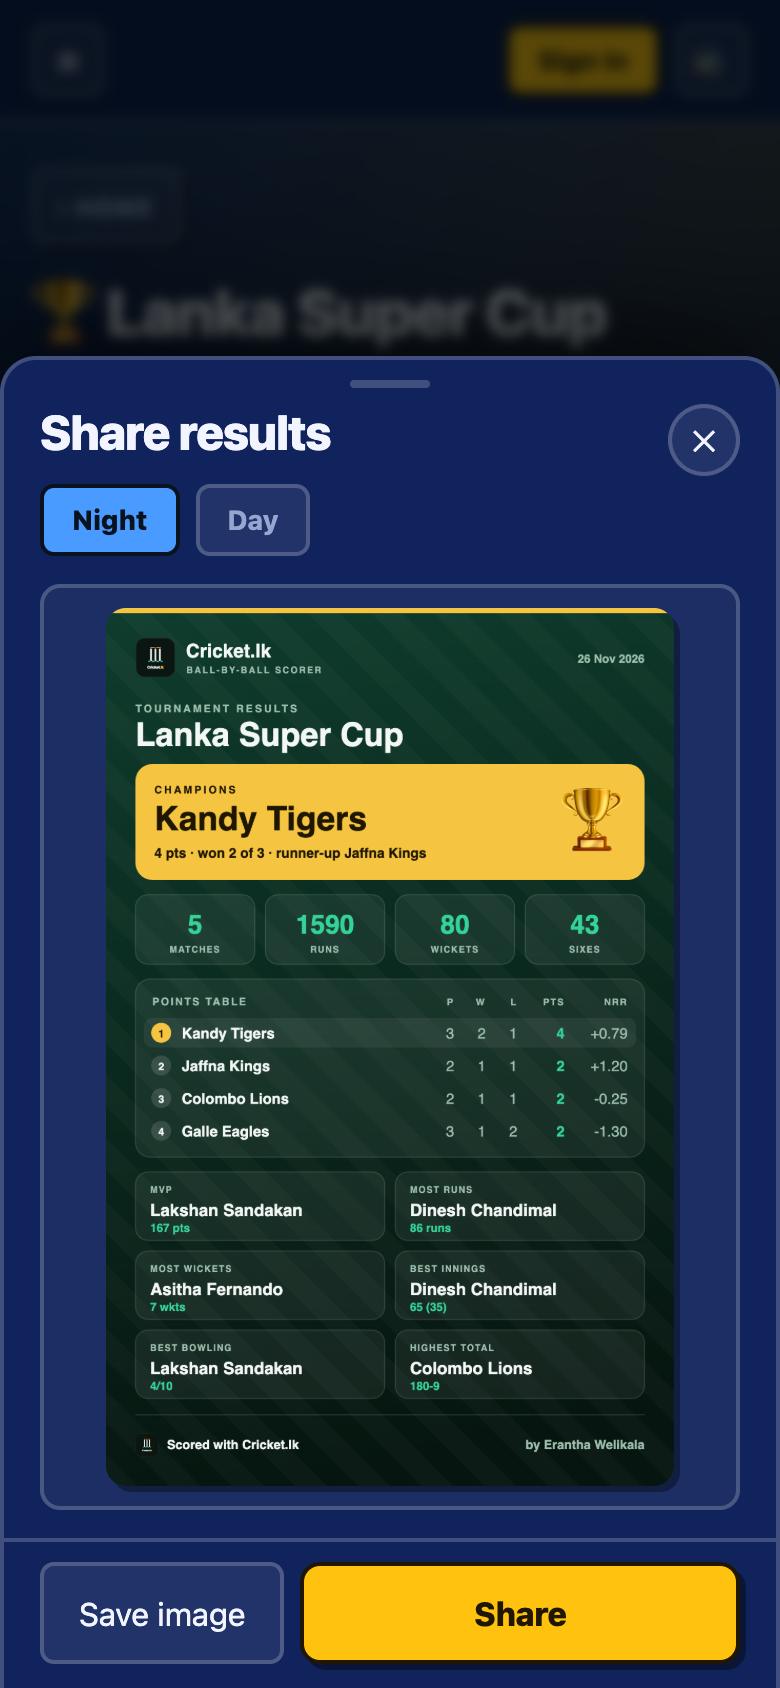 Sign in
Lanka Super Cup
Share results
Night
Day
Cricket.lk
BALL-BY-BALL SCORER
26 Nov 2026
TOURNAMENT RESULTS
Lanka Super Cup
CHAMPIONS
Kandy Tigers
4 pts · won 2 of 3 · runner-up Jaffna Kings
5 1590 80 43
MATCHES RUNS WICKETS SIXES
POINTS TABLE P W L PTS NRR
1 Kandy Tigers 3 2 1 4 +0.79
2 Jaffna Kings 2 1 1 2 +1.20
3 Colombo Lions 2 1 1 2 -0.25
4 Galle Eagles 3 1 2 2 -1.30
MVP
Lakshan Sandakan
167 pts
MOST RUNS
Dinesh Chandimal
86 runs
MOST WICKETS
Asitha Fernando
7 wkts
BEST INNINGS
Dinesh Chandimal
65 (35)
BEST BOWLING
Lakshan Sandakan
4/10
HIGHEST TOTAL
Colombo Lions
180-9
Scored with Cricket.lk
by Erantha Welikala
Save image
Share